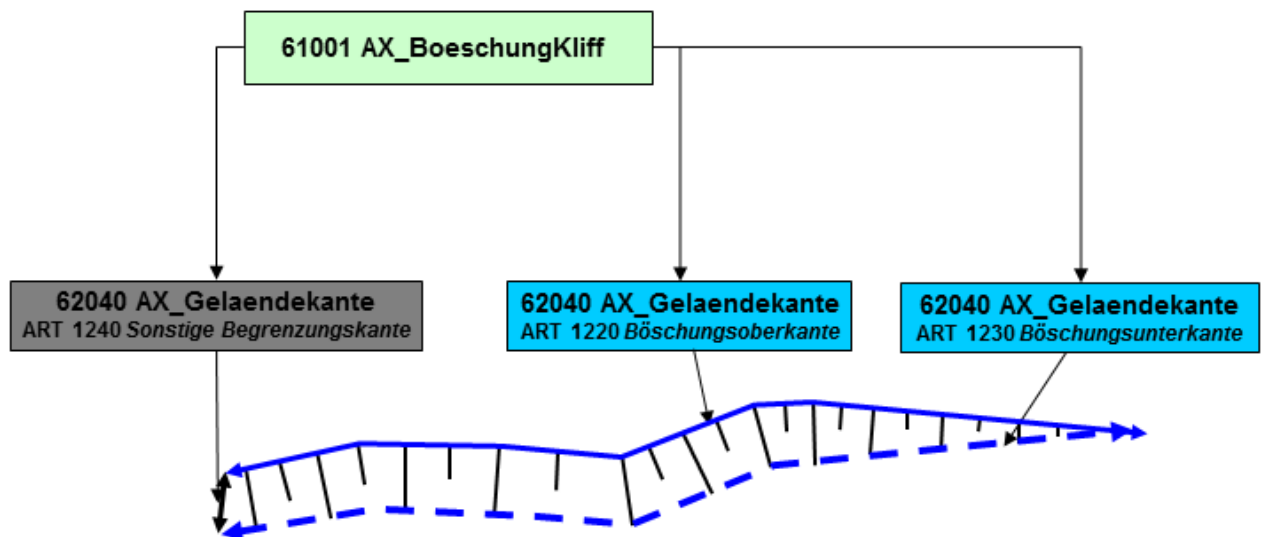 61001 AX_BoeschungKliff
62040 AX_Gelaendekante
ART 1240 Sonstige Begrenzungskante
62040 AX_Gelaendekante
ART 1220 Böschungsoberkante
62040 AX_Gelaendekante
ART 1230 Böschungsunterkante